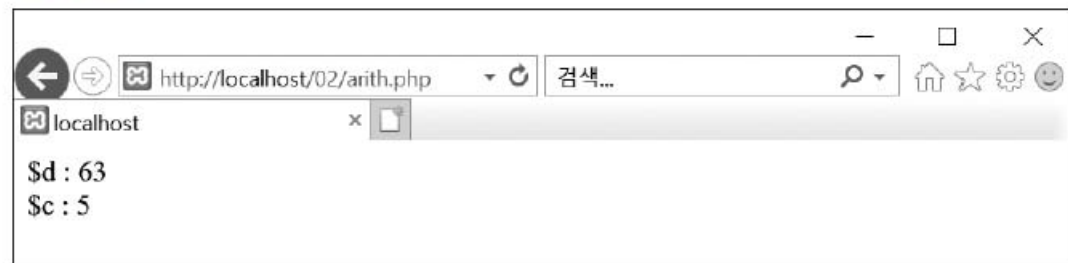 http://localhost/02/arith.php
검색...
localhost
$d : 63
$c : 5